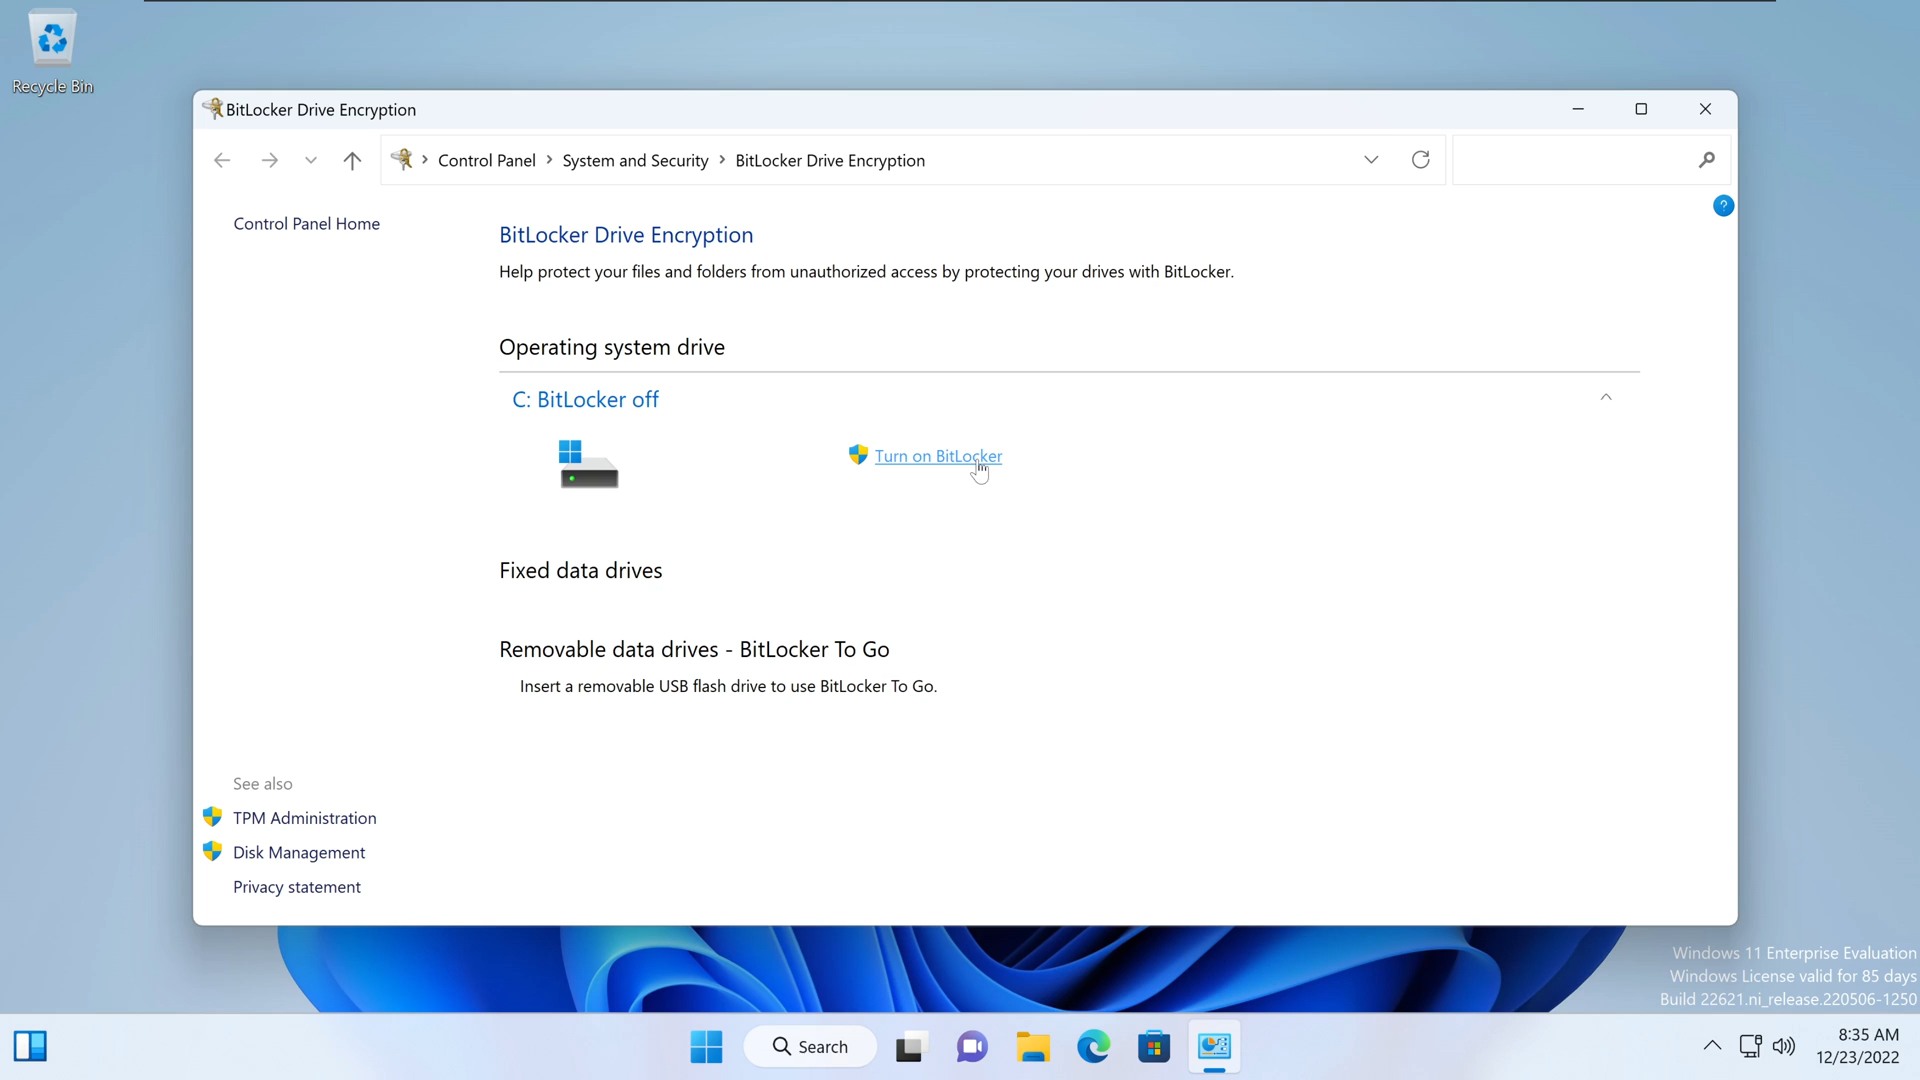 Recycle Bin
BitLocker Drive Encryption
Control Panel > System and Security > BitLocker Drive Encryption
Control Panel Home
BitLocker Drive Encryption
Help protect your files and folders from unauthorized access by protecting your drives with BitLocker.
Operating system drive
C: BitLocker off
Turn on BitLocker
Fixed data drives
Removable data drives - BitLocker To Go
Insert a removable USB flash drive to use BitLocker To Go.
See also
TPM Administration
Disk Management
Privacy statement
Windows 11 Enterprise Evaluation
Windows License valid for 85 days
Build 22621.ni_release.220506-1250
Search
8:35 AM
12/23/2022